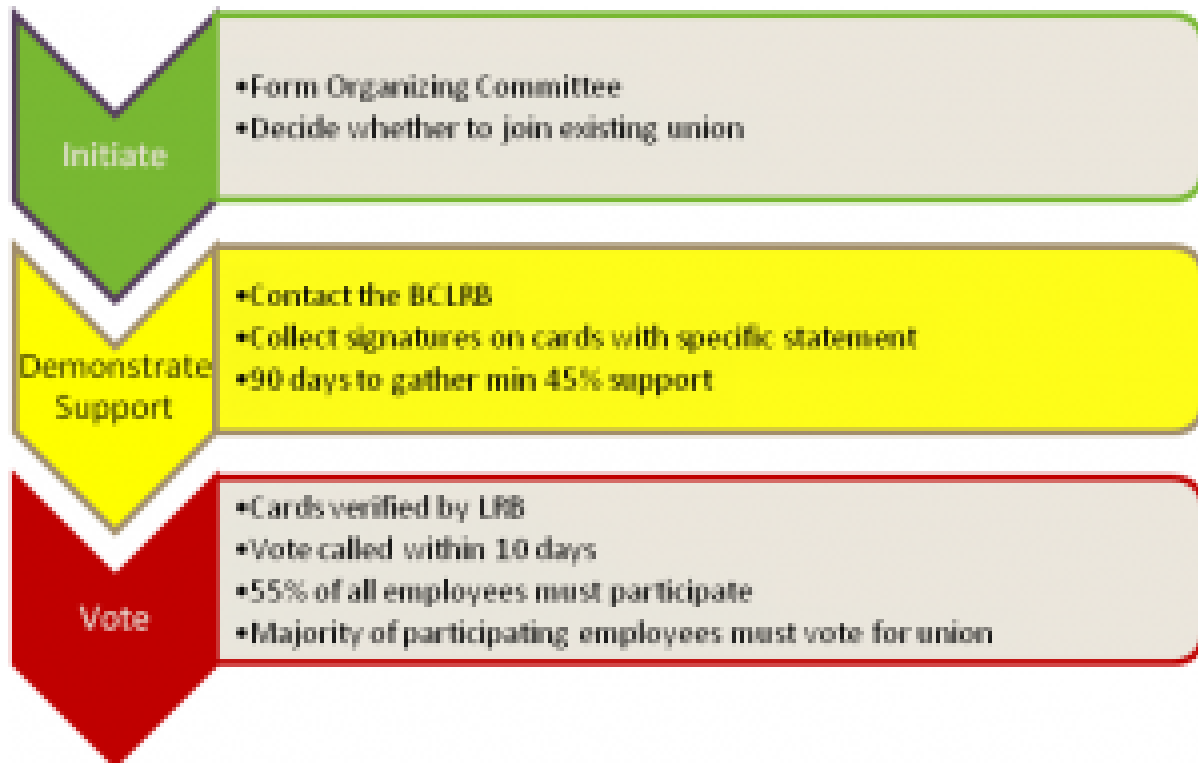 Initiate
•Form Organizing Committee
•Decide whether to join existing union
Demonstrate
Support
•Contact the BCLRB
•Collect signatures on cards with specific statement
•90 days to gather min 45% support
Vote
•Cards verified by LRB
•Vote called within 10 days
•55% of all employees must participate
•Majority of participating employees must vote for union